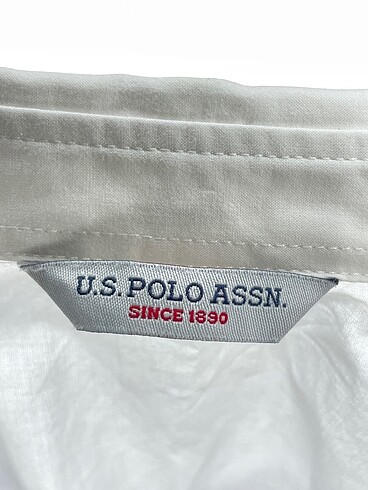 U.S. POLO ASSN.
SINCE 1890